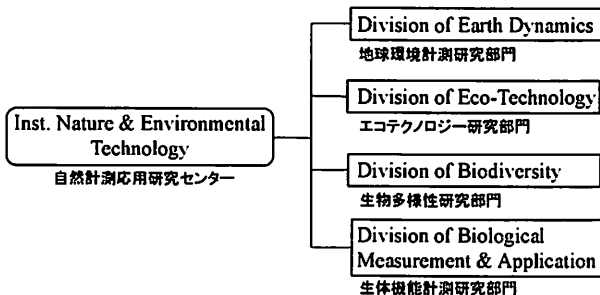 Inst. Nature & Environmental
Technology
自然計測応用研究センター
Division of Earth Dynamics
地球環境計測研究部門
Division of Eco-Technology
エコテクノロジー研究部門
Division of Biodiversity
生物多様性研究部門
Division of Biological
Measurement & Application
生体機能計測研究部門